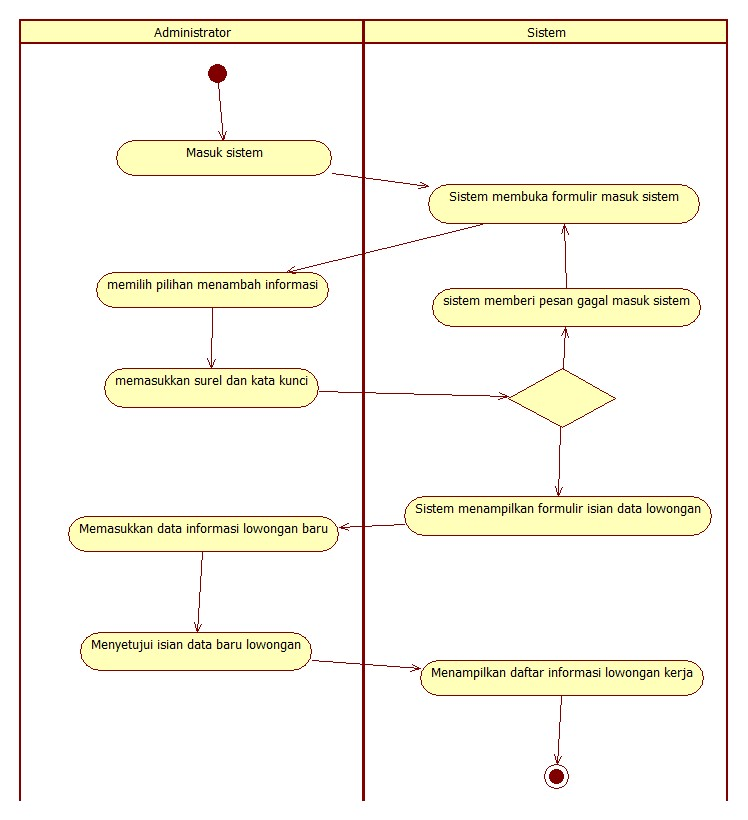 Administrator
Sistem
Masuk sistem
Sistem membuka formulir masuk sistem
memilih pilihan menambah informasi
sistem memberi pesan gagal masuk sistem
memasukkan surel dan kata kunci
Sistem menampilkan formulir isian data lowongan
Memasukkan data informasi lowongan baru
Menyetujui isian data baru lowongan
Menampilkan daftar informasi lowongan kerja